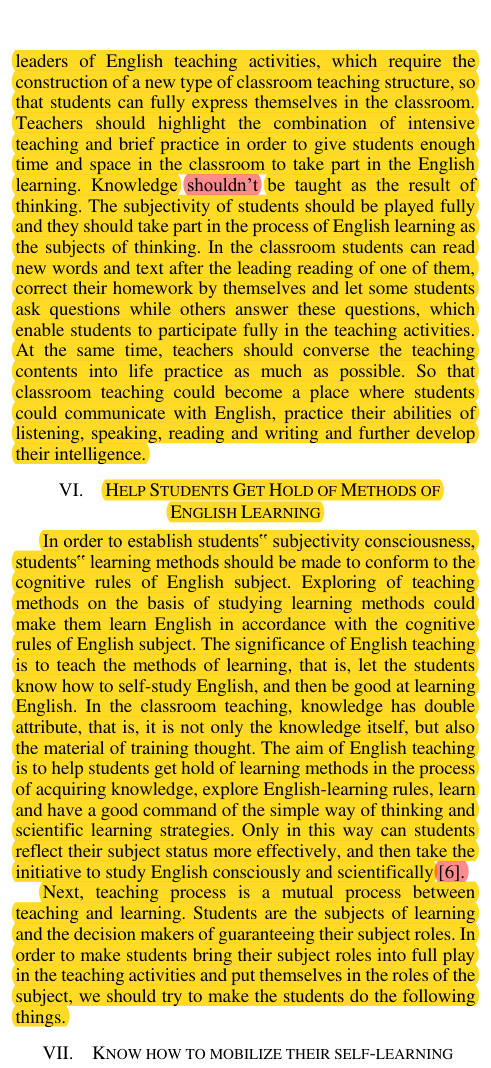 leaders of English teaching activities, which require the
construction of a new type of classroom teaching structure, so
that students can fully express themselves in the classroom.
Teachers should highlight the combination of intensive
teaching and brief practice in order to give students enough
time and space in the classroom to take part in the English
learning. Knowledge shouldn't be taught as the result of
thinking. The subjectivity of students should be played fully
and they should take part in the process of English learning as
the subjects of thinking. In the classroom students can read
new words and text after the leading reading of one of them,
correct their homework by themselves and let some students
ask questions while others answer these questions, which
enable students to participate fully in the teaching activities.
At the same time, teachers should converse the teaching
contents into life practice as much as possible. So that
classroom teaching could become a place where students
could communicate with English, practice their abilities of
listening, speaking, reading and writing and further develop
their intelligence.
VI. HELP STUDENTS GET HOLD OF METHODS OF
ENGLISH LEARNING
In order to establish students‟ subjectivity consciousness,
students‟ learning methods should be made to conform to the
cognitive rules of English subject. Exploring of teaching
methods on the basis of studying learning methods could
make them learn English in accordance with the cognitive
rules of English subject. The significance of English teaching
is to teach the methods of learning, that is, let the students
know how to self-study English, and then be good at learning
English. In the classroom teaching, knowledge has double
attribute, that is, it is not only the knowledge itself, but also
the material of training thought. The aim of English teaching
is to help students get hold of learning methods in the process
of acquiring knowledge, explore English-learning rules, learn
and have a good command of the simple way of thinking and
scientific learning strategies. Only in this way can students
reflect their subject status more effectively, and then take the
initiative to study English consciously and scientifically [6].
Next, teaching process is a mutual process between
teaching and learning. Students are the subjects of learning
and the decision makers of guaranteeing their subject roles. In
order to make students bring their subject roles into full play
in the teaching activities and put themselves in the roles of the
subject, we should try to make the students do the following
things.
VII. KNOW HOW TO MOBILIZE THEIR SELF-LEARNING